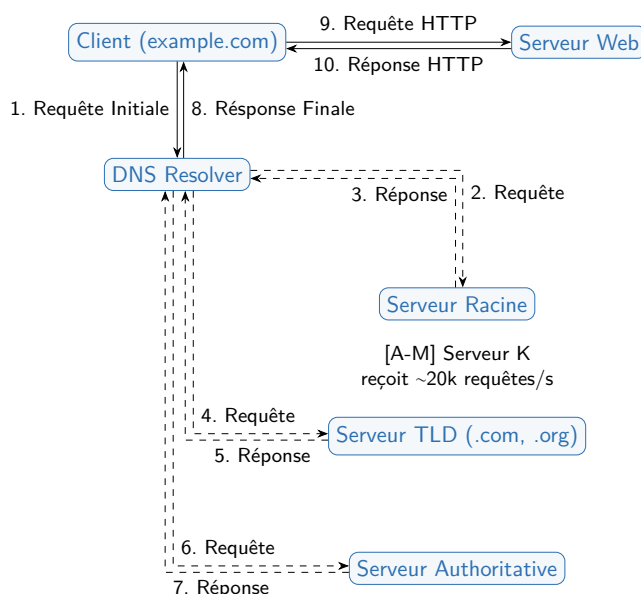 9. Requête HTTP
Client (example.com)
Serveur Web
10. Réponse HTTP
1. Requête Initiale
8. Résponse Finale
DNS Resolver
3. Réponse
2. Requête
Serveur Racine
[A-M] Serveur K
reçoit ~20k requêtes/s
4. Requête
Serveur TLD (.com, .org)
5. Réponse
6. Requête
Serveur Authoritative
7. Réponse